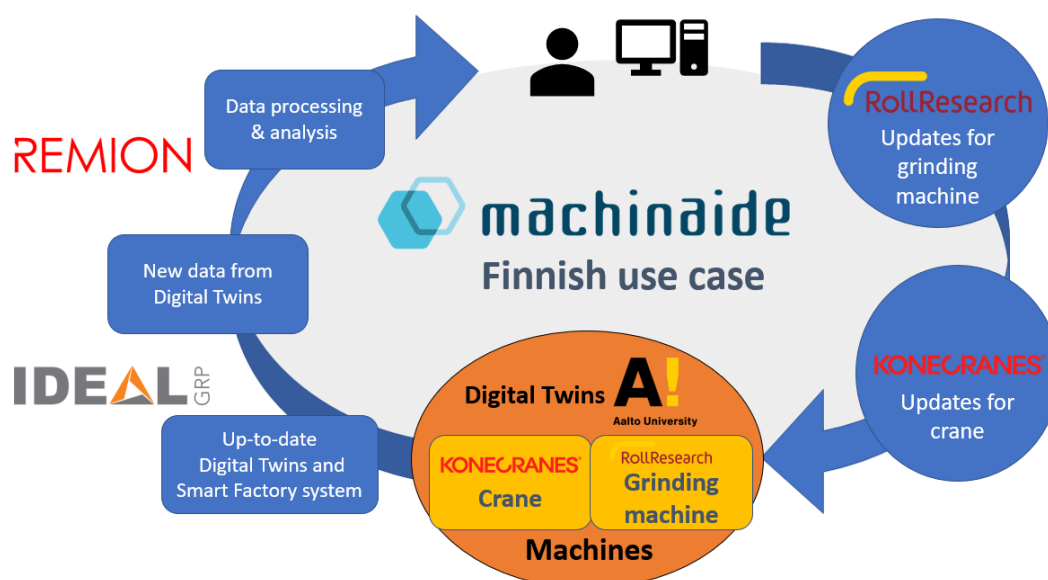 Data processing
& analysis
REMION
RollResearch
Updates for
grinding
machine
machinaide
Finnish use case
New data from
Digital Twins
IDEAL
GRP
KONECRANES®
Updates for
crane
Digital Twins
A!
Aalto University
Up-to-date
Digital Twins and
Smart Factory system
KONECRANES®
Crane
RollResearch
Grinding
machine
Machines